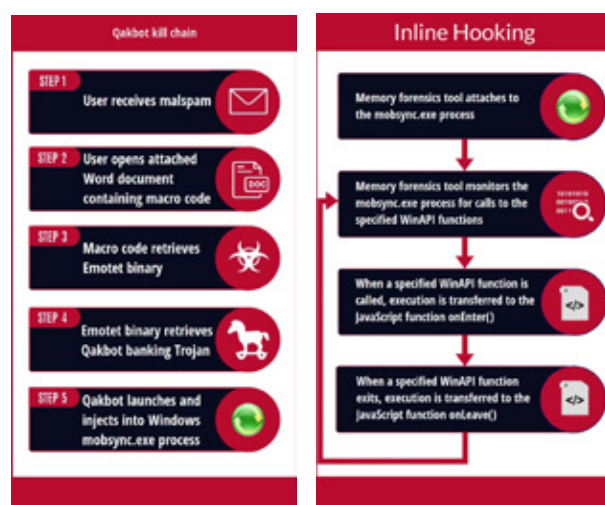 Qakbot kill chain
STEP 1
User receives malspam
STEP 2
User opens attached
Word document
containing macro code
DOC
STEP 3
Macro code retrieves
Emotet binary
STEP 4
Emotet binary retrieves
Qakbot banking Trojan
STEP 5
Qakbot launches and
injects into Windows
mobsync.exe process
Inline Hooking
Memory forensics tool attaches to
the mobsync.exe process
Memory forensics tool monitors the
mobsync.exe process for calls to the
specified WinAPI functions
When a specified WinAPI function is
called, execution is transferred to the
JavaScript function onEnter()
</>
When a specified WinAPI function
exits, execution is transferred to the
JavaScript function onLeave()
</>